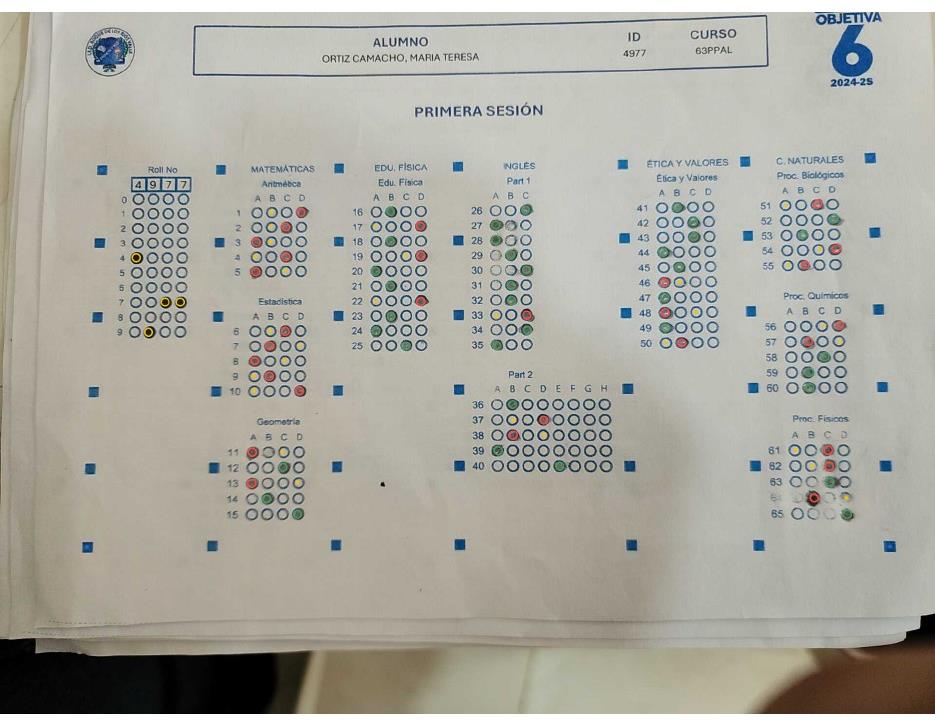 OBJETIVA
6
2024-25
ALUMNO
ORTIZ CAMACHO, MARIA TERESA
ID
4977
CURSO
63PPAL
PRIMERA SESIÓN
Roll No
4 9 7 7
0
1
2
3
4
5
6
7
8
9
MATEMÁTICAS
Aritmética
A B C D
1
2
3
4
5
Estadística
A B C D
6
7
8
9
10
Geometría
A B C D
11
12
13
14
15
EDU. FÍSICA
Edu. Física
A B C D
16
17
18
19
20
21
22
23
24
25
INGLÉS
Part 1
A B C
26
27
28
29
30
31
32
33
34
35
Part 2
A B C D E F G H
36
37
38
39
40
ÉTICA Y VALORES
Ética y Valores
A B C D
41
42
43
44
45
46
47
48
49
50
C. NATURALES
Proc. Biológicos
A B C D
51
52
53
54
55
Proc. Químicos
A B C D
56
57
58
59
60
Proc. Físicos
A B C D
61
62
63
64
65